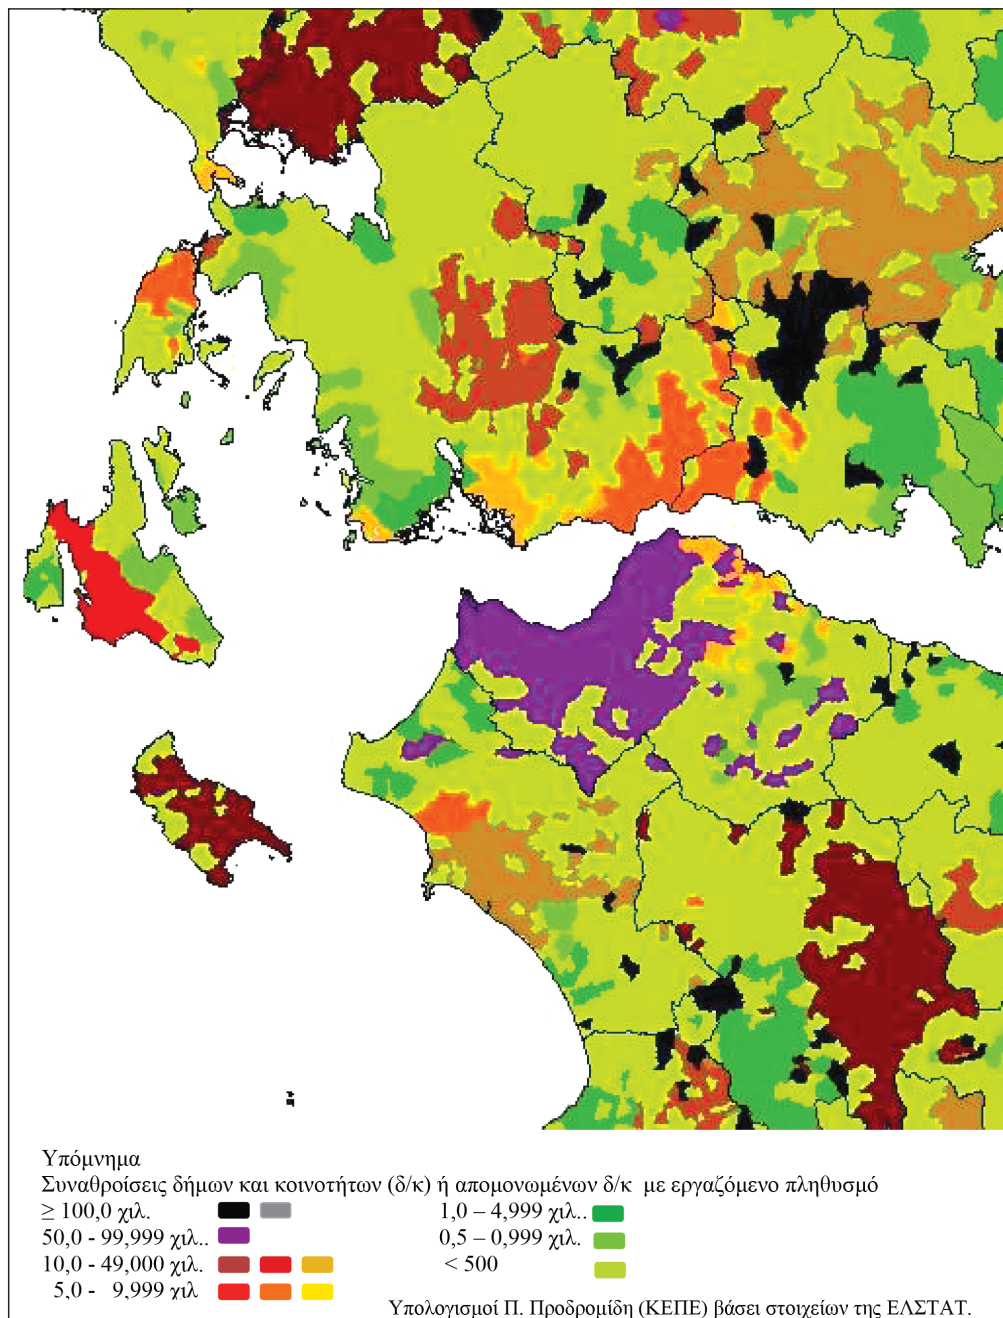 Υπόμνημα
Συναθροίσεις δήμων και κοινοτήτων (δ/κ) ή απομονωμένων δ/κ με εργαζόμενο πληθυσμό
≥ 100,0 χιλ. 1,0 – 4,999 χιλ..
50,0 - 99,999 χιλ.. 0,5 – 0,999 χιλ.
10,0 - 49,000 χιλ. < 500
5,0 - 9,999 χιλ
Υπολογισμοί Π. Προδρομίδη (ΚΕΠΕ) βάσει στοιχείων της ΕΛΣΤΑΤ.